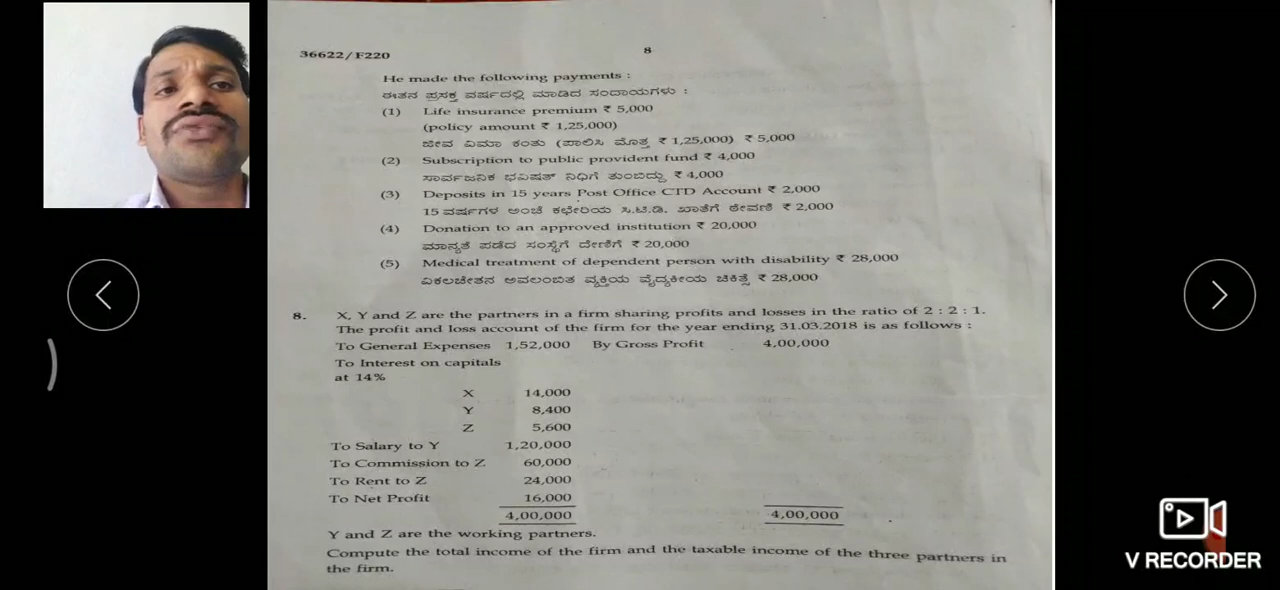 36622/F220
8
He made the following payments :
ಈತನ ಪ್ರಸಕ್ತ ವರ್ಷದಲ್ಲಿ ಮಾಡಿದ ಸಂದಾಯಗಳು :
(1) Life insurance premium ₹ 5,000
(policy amount ₹ 1,25,000)
ಜೀವ ವಿಮಾ ಕಂತು (ಪಾಲಿಸಿ ಮೊತ್ತ ₹ 1,25,000) ₹ 5,000
(2) Subscription to public provident fund ₹ 4,000
ಸಾರ್ವಜನಿಕ ಭವಿಷತ್ ನಿಧಿಗೆ ತುಂಬಿದ್ದು ₹ 4,000
(3) Deposits in 15 years Post Office CTD Account ₹ 2,000
15 ವರ್ಷಗಳ ಅಂಚೆ ಕಛೇರಿಯ ಸಿ.ಟಿ.ಡಿ. ಖಾತೆಗೆ ಠೇವಣಿ ₹ 2,000
(4) Donation to an approved institution ₹ 20,000
ಮಾನ್ಯತೆ ಪಡೆದ ಸಂಸ್ಥೆಗೆ ದೇಣಿಗೆ ₹ 20,000
(5) Medical treatment of dependent person with disability ₹ 28,000
ವಿಕಲಚೇತನ ಅವಲಂಬಿತ ವ್ಯಕ್ತಿಯ ವೈದ್ಯಕೀಯ ಚಿಕಿತ್ಸೆ ₹ 28,000
8. X, Y and Z are the partners in a firm sharing profits and losses in the ratio of 2 : 2 : 1.
The profit and loss account of the firm for the year ending 31.03.2018 is as follows :
To General Expenses 1,52,000 By Gross Profit 4,00,000
To Interest on capitals
at 14%
X 14,000
Y 8,400
Z 5,600
To Salary to Y 1,20,000
To Commission to Z 60,000
To Rent to Z 24,000
To Net Profit 16,000
4,00,000 4,00,000
Y and Z are the working partners.
Compute the total income of the firm and the taxable income of the three partners in
the firm.
V RECORDER